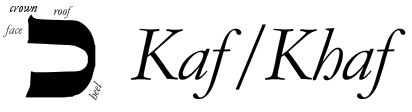 crown
roof
face
כ
heel
Kaf/Khaf